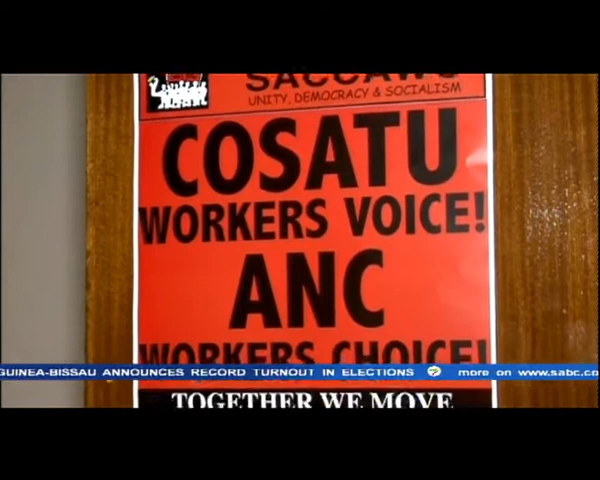 SACCAWU
UNITY, DEMOCRACY & SOCIALISM
COSATU
WORKERS VOICE!
ANC
WORKERS CHOICE!
GUINEA-BISSAU ANNOUNCES RECORD TURNOUT IN ELECTIONS more on www.sabc.co
TOGETHER WE MOVE